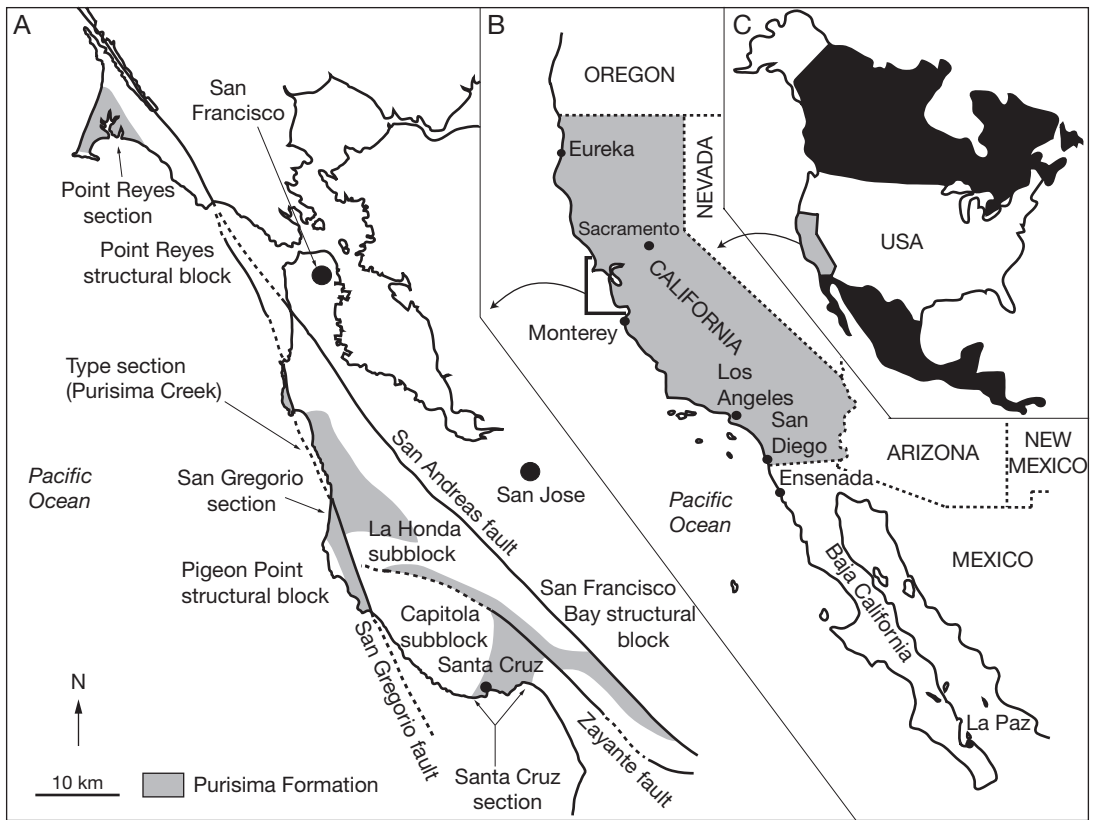 A
San
Francisco
Point Reyes
section
Point Reyes
structural block
Type section
(Purisima Creek)
Pacific
Ocean
San Gregorio
section
San Andreas fault
San Jose
La Honda
subblock
Pigeon Point
structural block
San Francisco
Bay structural
block
Capitola
subblock
Santa Cruz
San Gregorio fault
Zayante fault
Santa Cruz
section
N
10 km
Purisima Formation
B
OREGON
Eureka
NEVADA
Sacramento
CALIFORNIA
Monterey
Los
Angeles
San
Diego
Ensenada
ARIZONA
NEW
MEXICO
Pacific
Ocean
MEXICO
Baja California
La Paz
C
USA